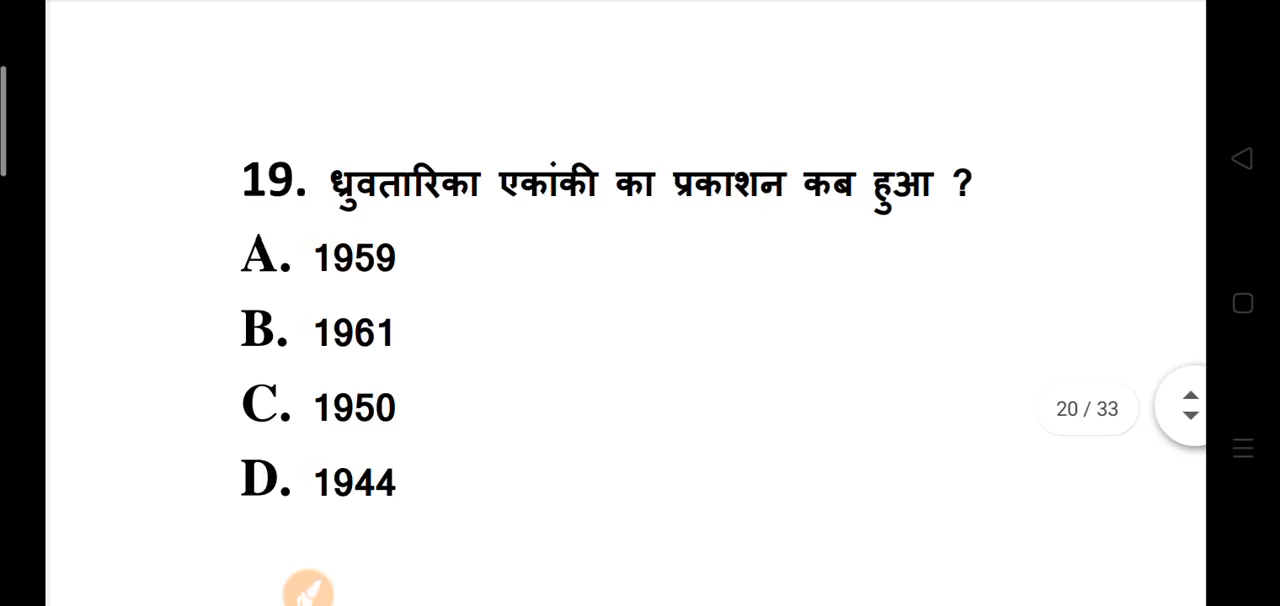 19. ध्रुवतारिका एकांकी का प्रकाशन कब हुआ ?
A. 1959
B. 1961
C. 1950
20 / 33
D. 1944